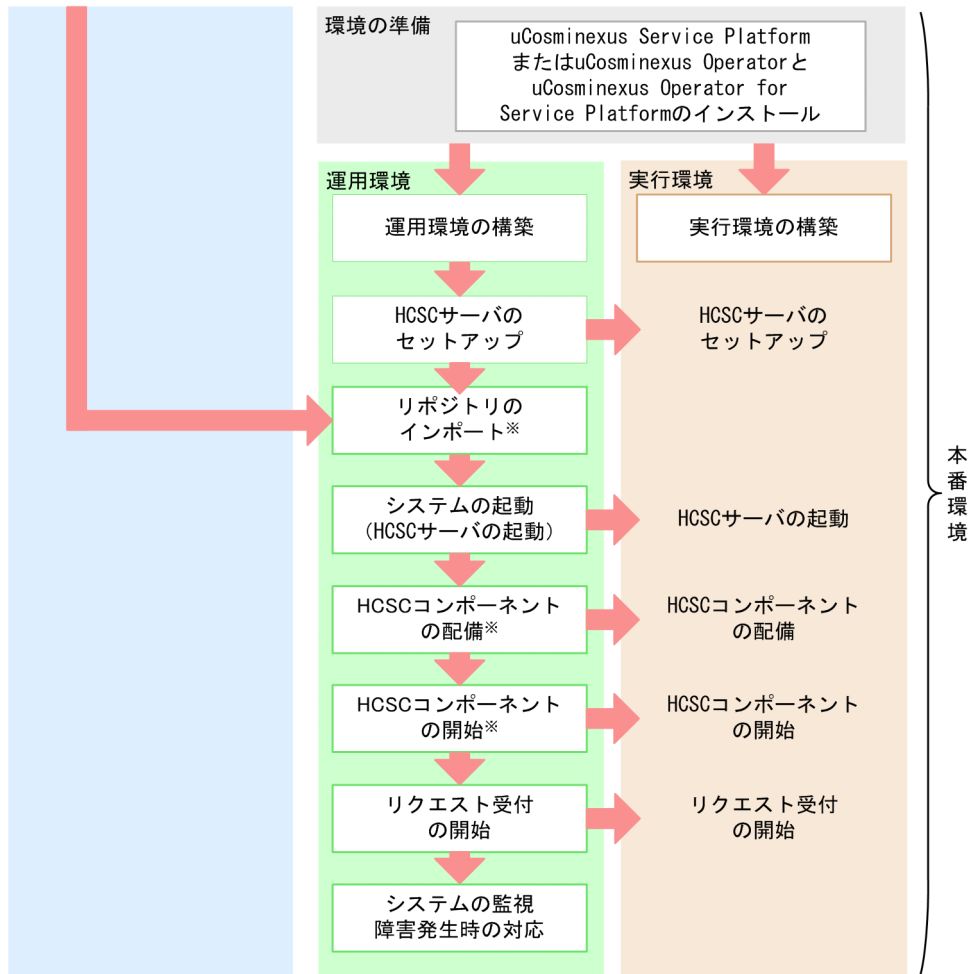 環境の準備
uCosminexus Service Platform
またはuCosminexus Operatorと
uCosminexus Operator for
Service Platformのインストール
運用環境
実行環境
運用環境の構築
実行環境の構築
HCSCサーバの
セットアップ
HCSCサーバの
セットアップ
リポジトリの
インポート※
システムの起動
(HCSCサーバの起動)
HCSCサーバの起動
HCSCコンポーネント
の配備※
HCSCコンポーネント
の配備
HCSCコンポーネント
の開始※
HCSCコンポーネント
の開始
リクエスト受付
の開始
リクエスト受付
の開始
システムの監視
障害発生時の対応
本番環境